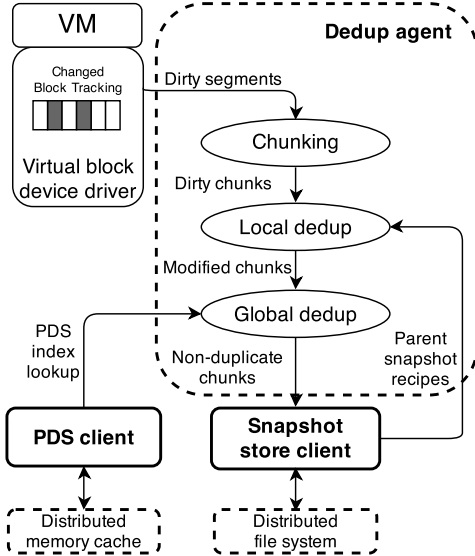 VM
Dedup agent
Changed
Block Tracking
Dirty segments
Chunking
Virtual block
device driver
Dirty chunks
Local dedup
Modified chunks
Global dedup
PDS
index
lookup
Non-duplicate
chunks
Parent
snapshot
recipes
PDS client
Snapshot
store client
Distributed
memory cache
Distributed
file system